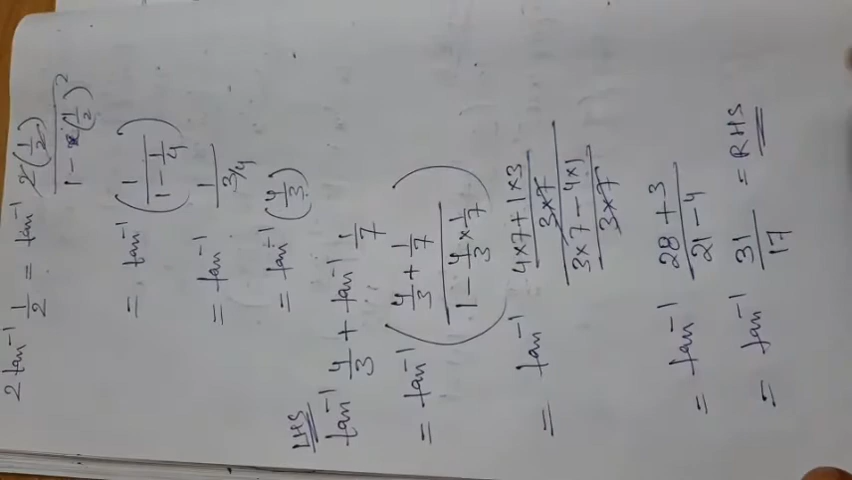 2 tan⁻¹ 1/2 = tan⁻¹ 2(1/2) / 1 - (1/2)²
= tan⁻¹ (1 / 1 - 1/4)
= tan⁻¹ 1 / 3/4
= tan⁻¹ (4/3)
LHS
tan⁻¹ 4/3 + tan⁻¹ 1/7
= tan⁻¹ (4/3 + 1/7 / 1 - 4/3 × 1/7)
= tan⁻¹ 4×7+1×3 / 3×7 / 3×7-4×1 / 3×7
= tan⁻¹ 28+3 / 21-4
= tan⁻¹ 31/17 = RHS